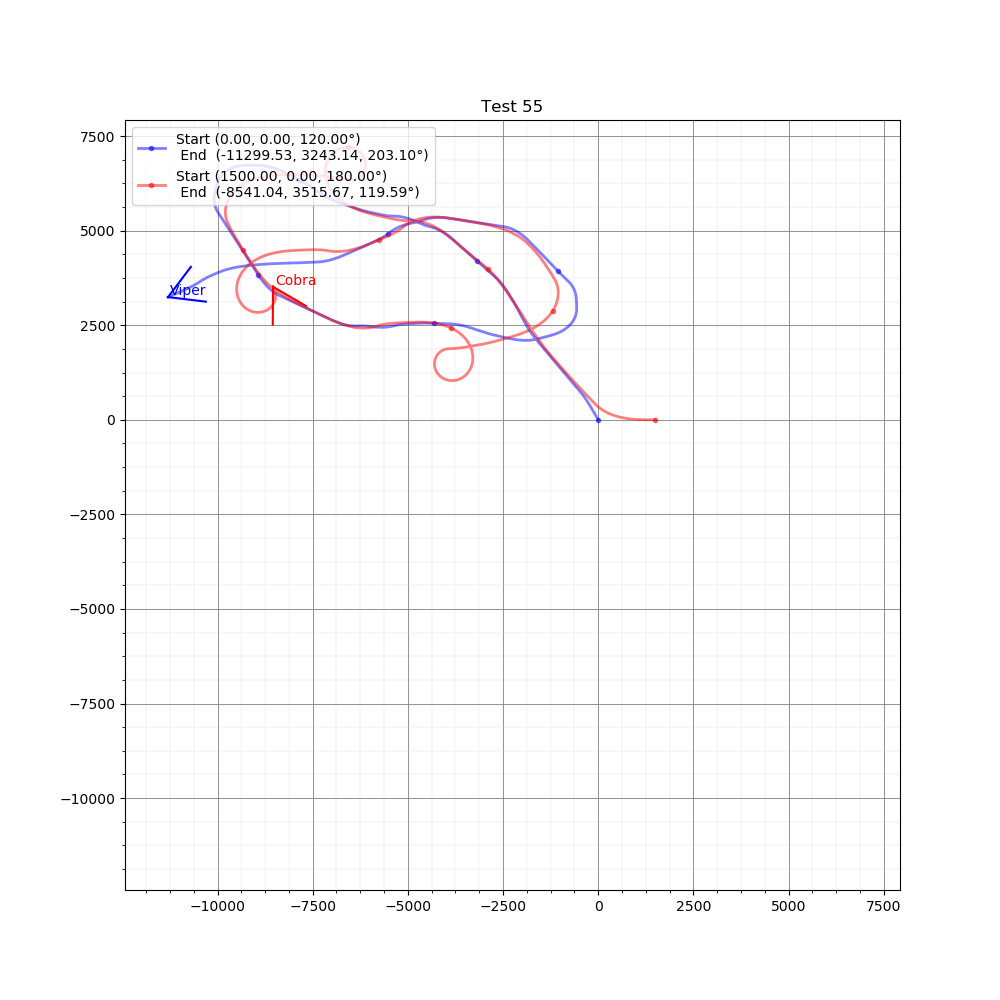 Test 55
Start (0.00, 0.00, 120.00°)
End (-11299.53, 3243.14, 203.10°)
Start (1500.00, 0.00, 180.00°)
End (-8541.04, 3515.67, 119.59°)
7500
5000
2500
0
−2500
−5000
−7500
−10000
Viper
Cobra
−10000 −7500 −5000 −2500 0 2500 5000 7500